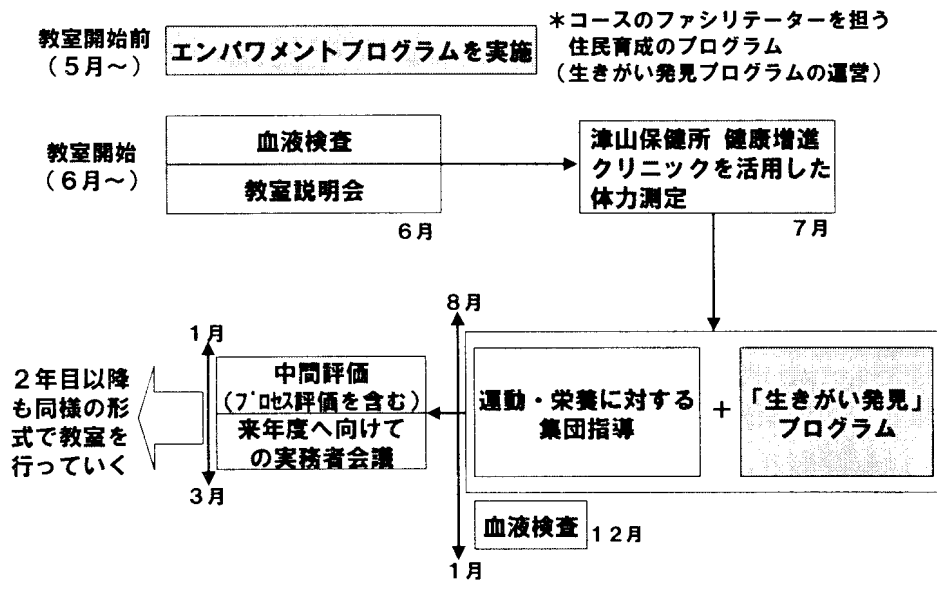 教室開始前
(5月～)
エンパワメントプログラムを実施
＊コースのファシリテーターを担う
住民育成のプログラム
(生きがい発見プログラムの運営)
教室開始
(6月～)
血液検査
教室説明会
6月
津山保健所 健康増進
クリニックを活用した
体力測定
7月
8月
運動・栄養に対する
集団指導
＋
「生きがい発見」
プログラム
血液検査
12月
1月
1月
中間評価
(ﾌﾟﾛｾｽ評価を含む)
来年度へ向けて
の実務者会議
3月
2年目以降
も同様の形
式で教室を
行っていく